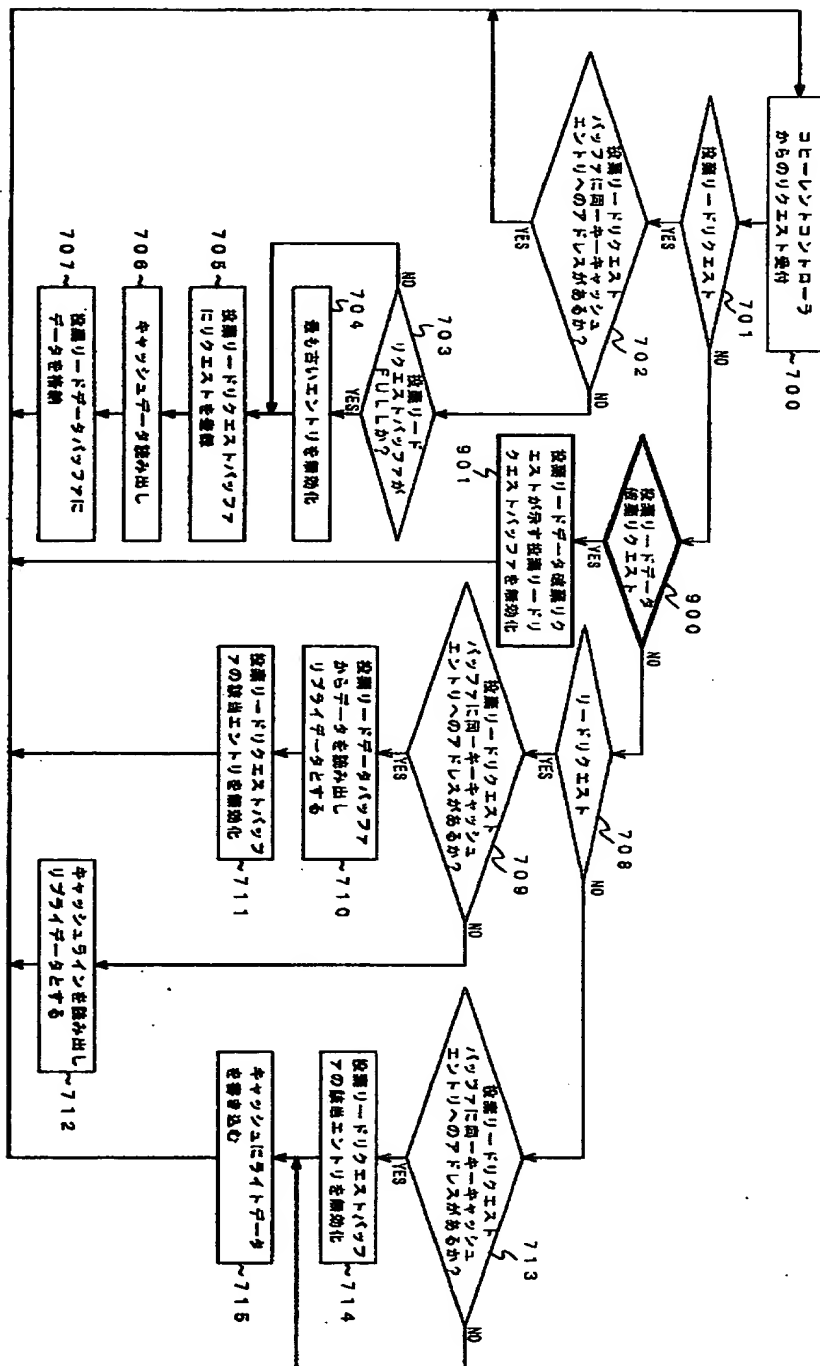 コヒーレントコントローラ
からのリクエスト受付
700
投棄リードリクエスト
701
YES
NO
投棄リードリクエスト
バッファに同一キーキャッシュ
エントリへのアドレスがあるか?
702
YES
NO
投棄リード
リクエストバッファが
FULLか?
703
NO
YES
最も古いエントリを無効化
704
投棄リードリクエストバッファ
にリクエストを登録
705
キャッシュデータ読み出し
706
投棄リードデータバッファに
データを格納
707
投棄リードデータ
破棄リクエスト
900
YES
NO
投棄リードデータ破棄リク
エストが示す投棄リードリ
クエストバッファを無効化
901
リードリクエスト
708
YES
NO
投棄リードリクエスト
バッファに同一キーキャッシュ
エントリへのアドレスがあるか?
709
YES
NO
投棄リードデータバッファ
からデータを読み出し
リプライデータとする
710
投棄リードリクエストバッフ
ァの該当エントリを無効化
711
キャッシュラインを読み出し
リプライデータとする
712
投棄リードリクエスト
バッファに同一キーキャッシュ
エントリへのアドレスがあるか?
713
YES
NO
投棄リードリクエストバッフ
ァの該当エントリを無効化
714
キャッシュにライトデータ
を書き込む
715